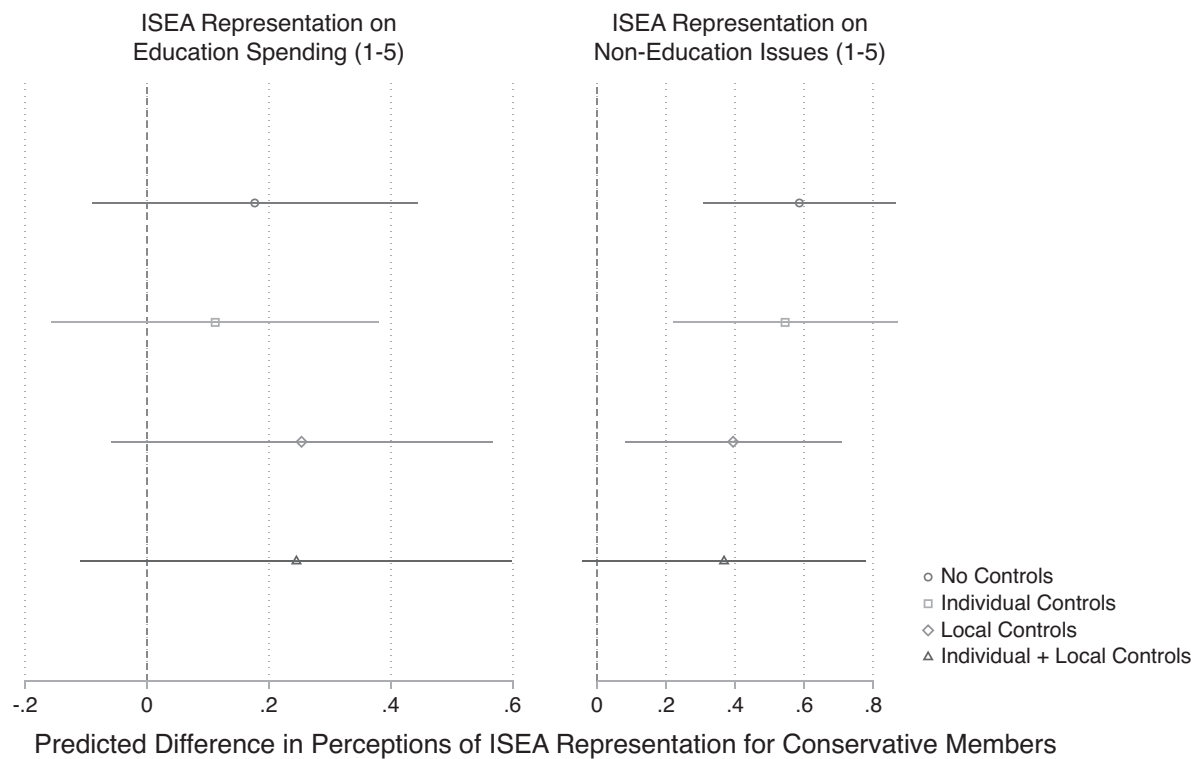 ISEA Representation on
Education Spending (1-5)
ISEA Representation on
Non-Education Issues (1-5)
No Controls
Individual Controls
Local Controls
Individual + Local Controls
-.2 0 .2 .4 .6
0 .2 .4 .6 .8
Predicted Difference in Perceptions of ISEA Representation for Conservative Members